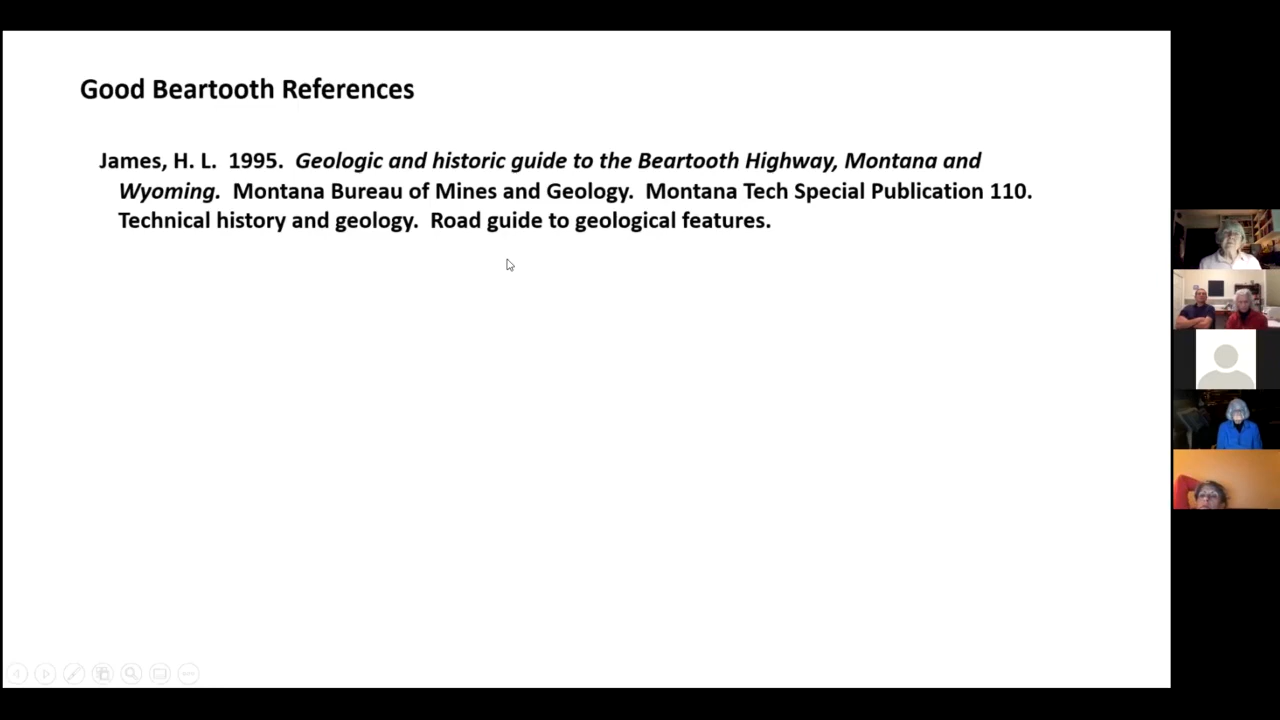 Good Beartooth References
James, H. L.  1995.  Geologic and historic guide to the Beartooth Highway, Montana and
Wyoming.  Montana Bureau of Mines and Geology.  Montana Tech Special Publication 110.
Technical history and geology.  Road guide to geological features.